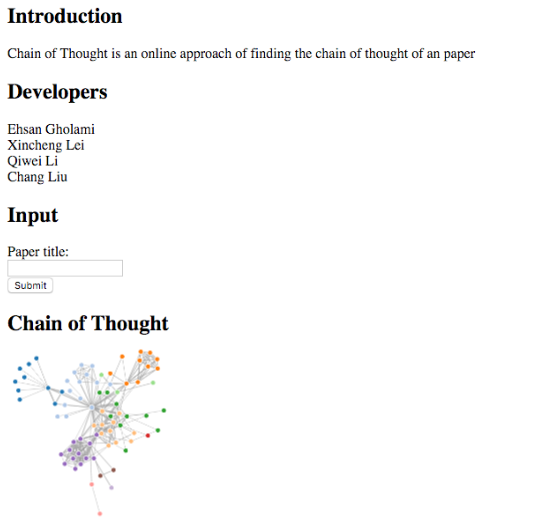 Introduction
Chain of Thought is an online approach of finding the chain of thought of an paper
Developers
Ehsan Gholami
Xincheng Lei
Qiwei Li
Chang Liu
Input
Paper title:
Submit
Chain of Thought